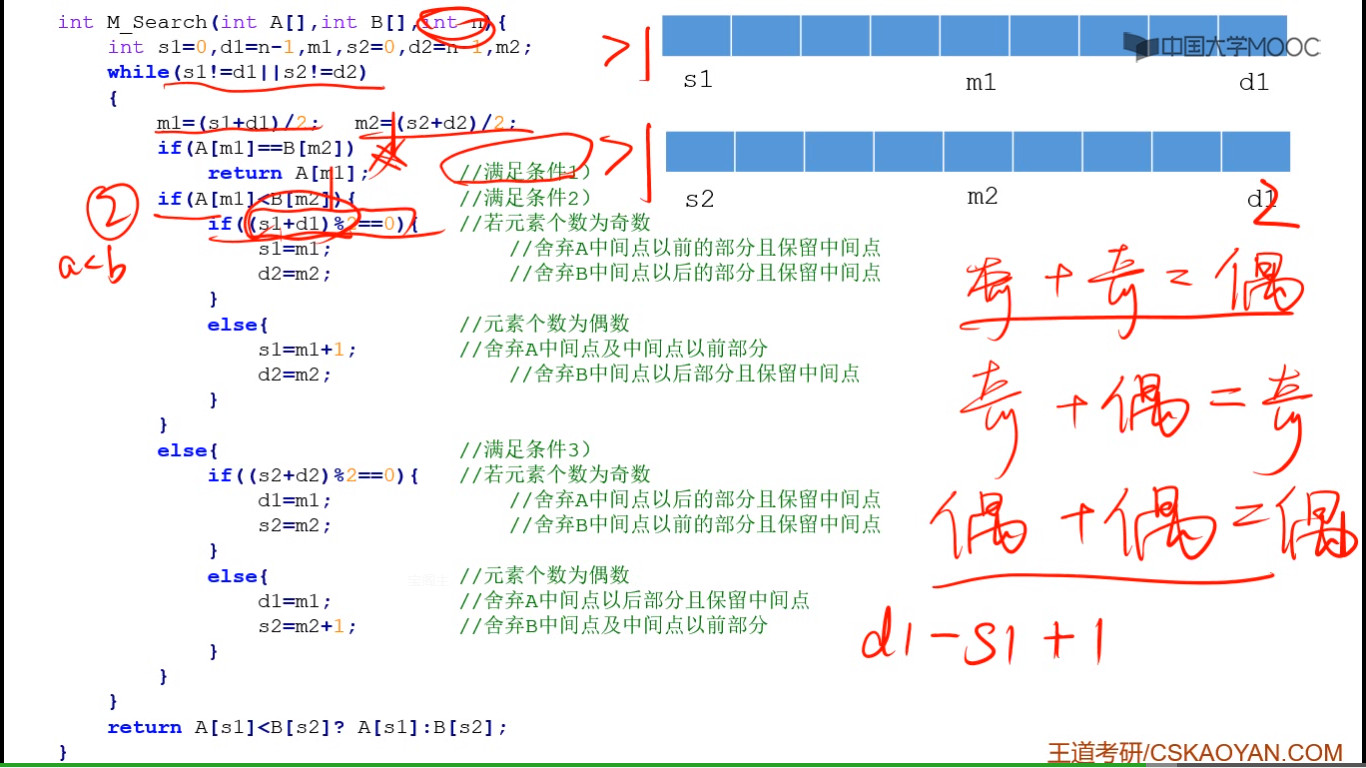 int M_Search(int A[],int B[],int n){
int s1=0,d1=n-1,m1,s2=0,d2=n-1,m2;
while(s1!=d1||s2!=d2)
{
m1=(s1+d1)/2; m2=(s2+d2)/2;
if(A[m1]==B[m2])
return A[m1]; //满足条件1)
if(A[m1]<B[m2]){ //满足条件2)
if((s1+d1)%2==0){ //若元素个数为奇数
s1=m1; //舍弃A中间点以前的部分且保留中间点
d2=m2; //舍弃B中间点以后的部分且保留中间点
}
else{ //元素个数为偶数
s1=m1+1; //舍弃A中间点及中间点以前部分
d2=m2; //舍弃B中间点以后部分且保留中间点
}
}
else{ //满足条件3)
if((s2+d2)%2==0){ //若元素个数为奇数
d1=m1; //舍弃A中间点以后的部分且保留中间点
s2=m2; //舍弃B中间点以前的部分且保留中间点
}
else{ //元素个数为偶数
d1=m1; //舍弃A中间点以后部分且保留中间点
s2=m2+1; //舍弃B中间点及中间点以前部分
}
}
}
return A[s1]<B[s2]? A[s1]:B[s2];
}
②
a<b
>
中国大学MOOC
s1 m1 d1
>
s2 m2 d1
2
奇+奇=偶
奇+偶=奇
偶+偶=偶
d1-s1+1
王道考研/CSKAOYAN.COM